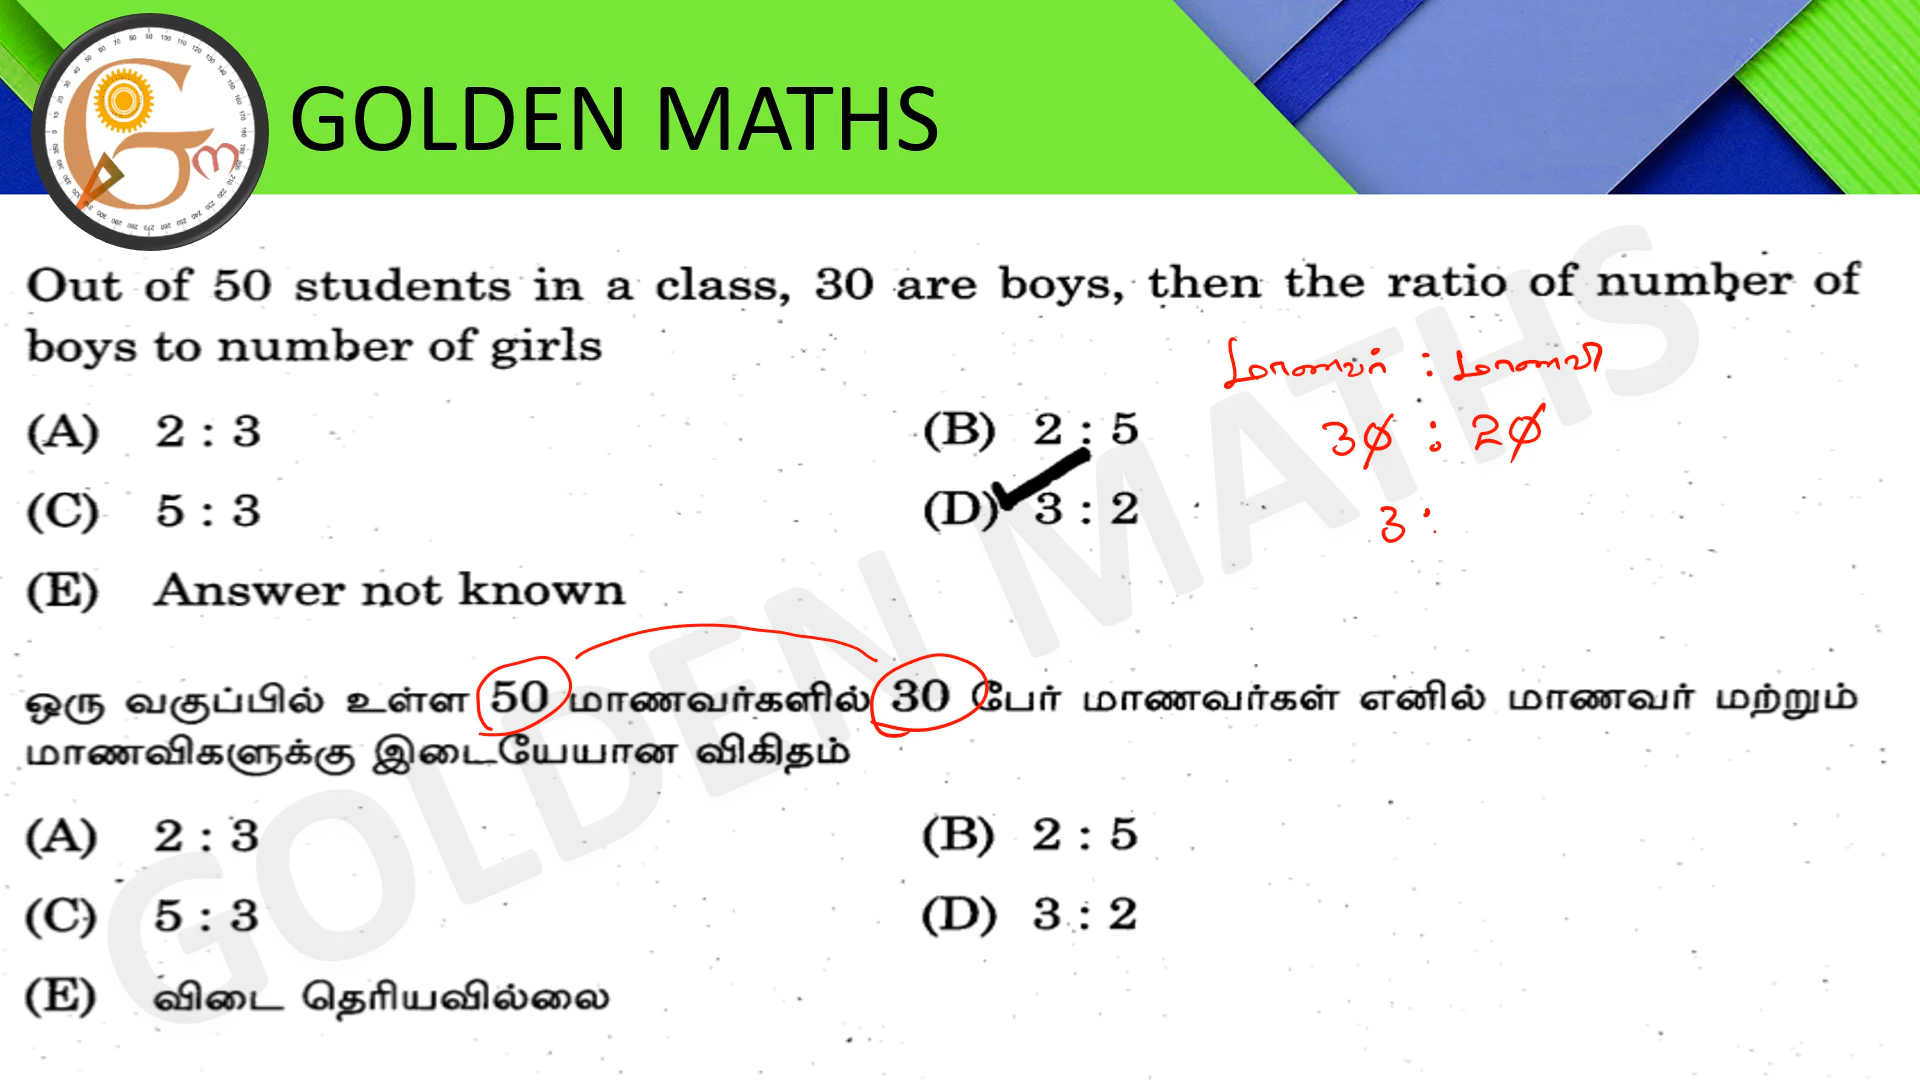 GOLDEN MATHS
Out of 50 students in a class, 30 are boys, then the ratio of number of
boys to number of girls
மாணவர் : மாணவி
30 : 20
3 :
(A) 2 : 3
(B) 2 : 5
(C) 5 : 3
(D) 3 : 2
(E) Answer not known
ஒரு வகுப்பில் உள்ள 50 மாணவர்களில் 30 பேர் மாணவர்கள் எனில் மாணவர் மற்றும்
மாணவிகளுக்கு இடையேயான விகிதம்
(A) 2 : 3
(B) 2 : 5
(C) 5 : 3
(D) 3 : 2
(E) விடை தெரியவில்லை
GOLDEN MATHS